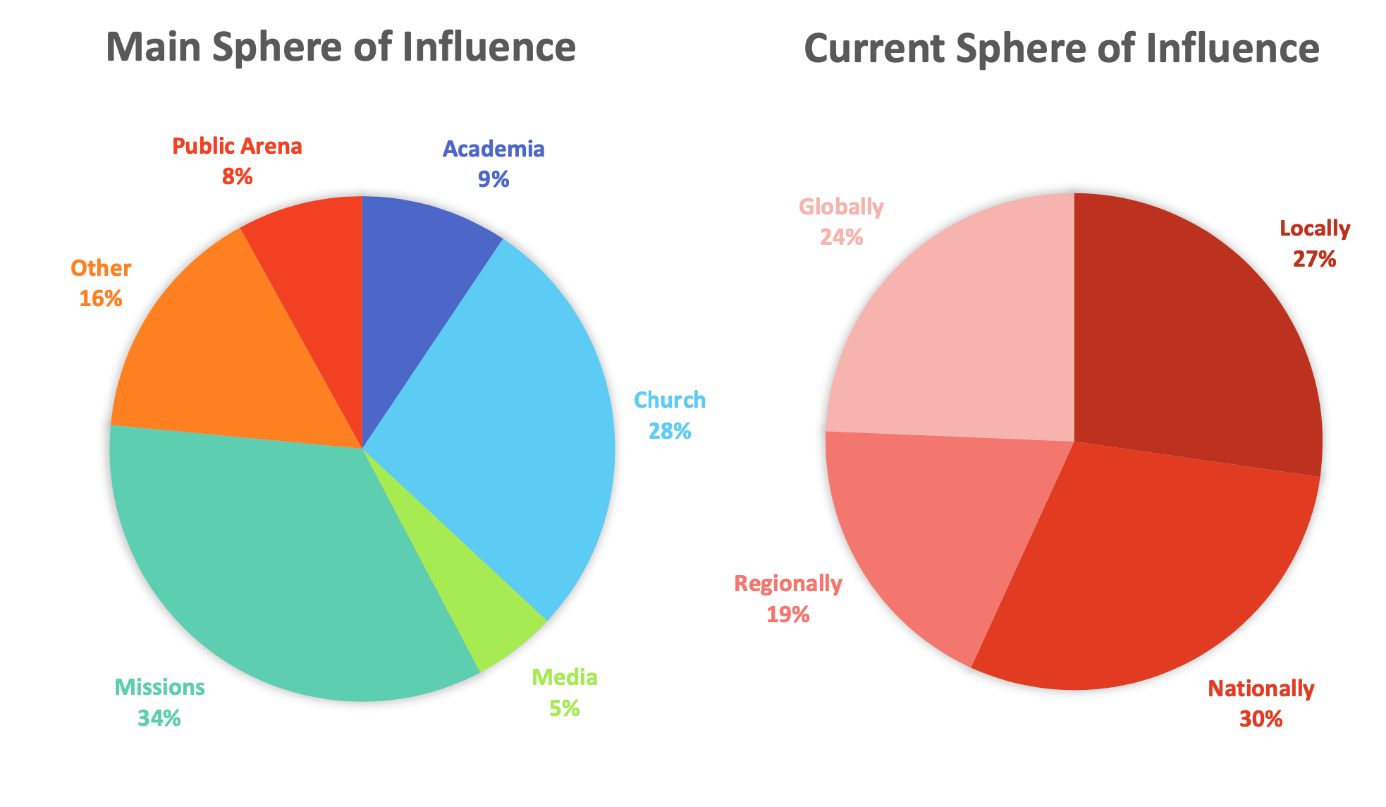 Main Sphere of Influence
Public Arena
8%
Academia
9%
Other
16%
Church
28%
Missions
34%
Media
5%
Current Sphere of Influence
Globally
24%
Locally
27%
Regionally
19%
Nationally
30%